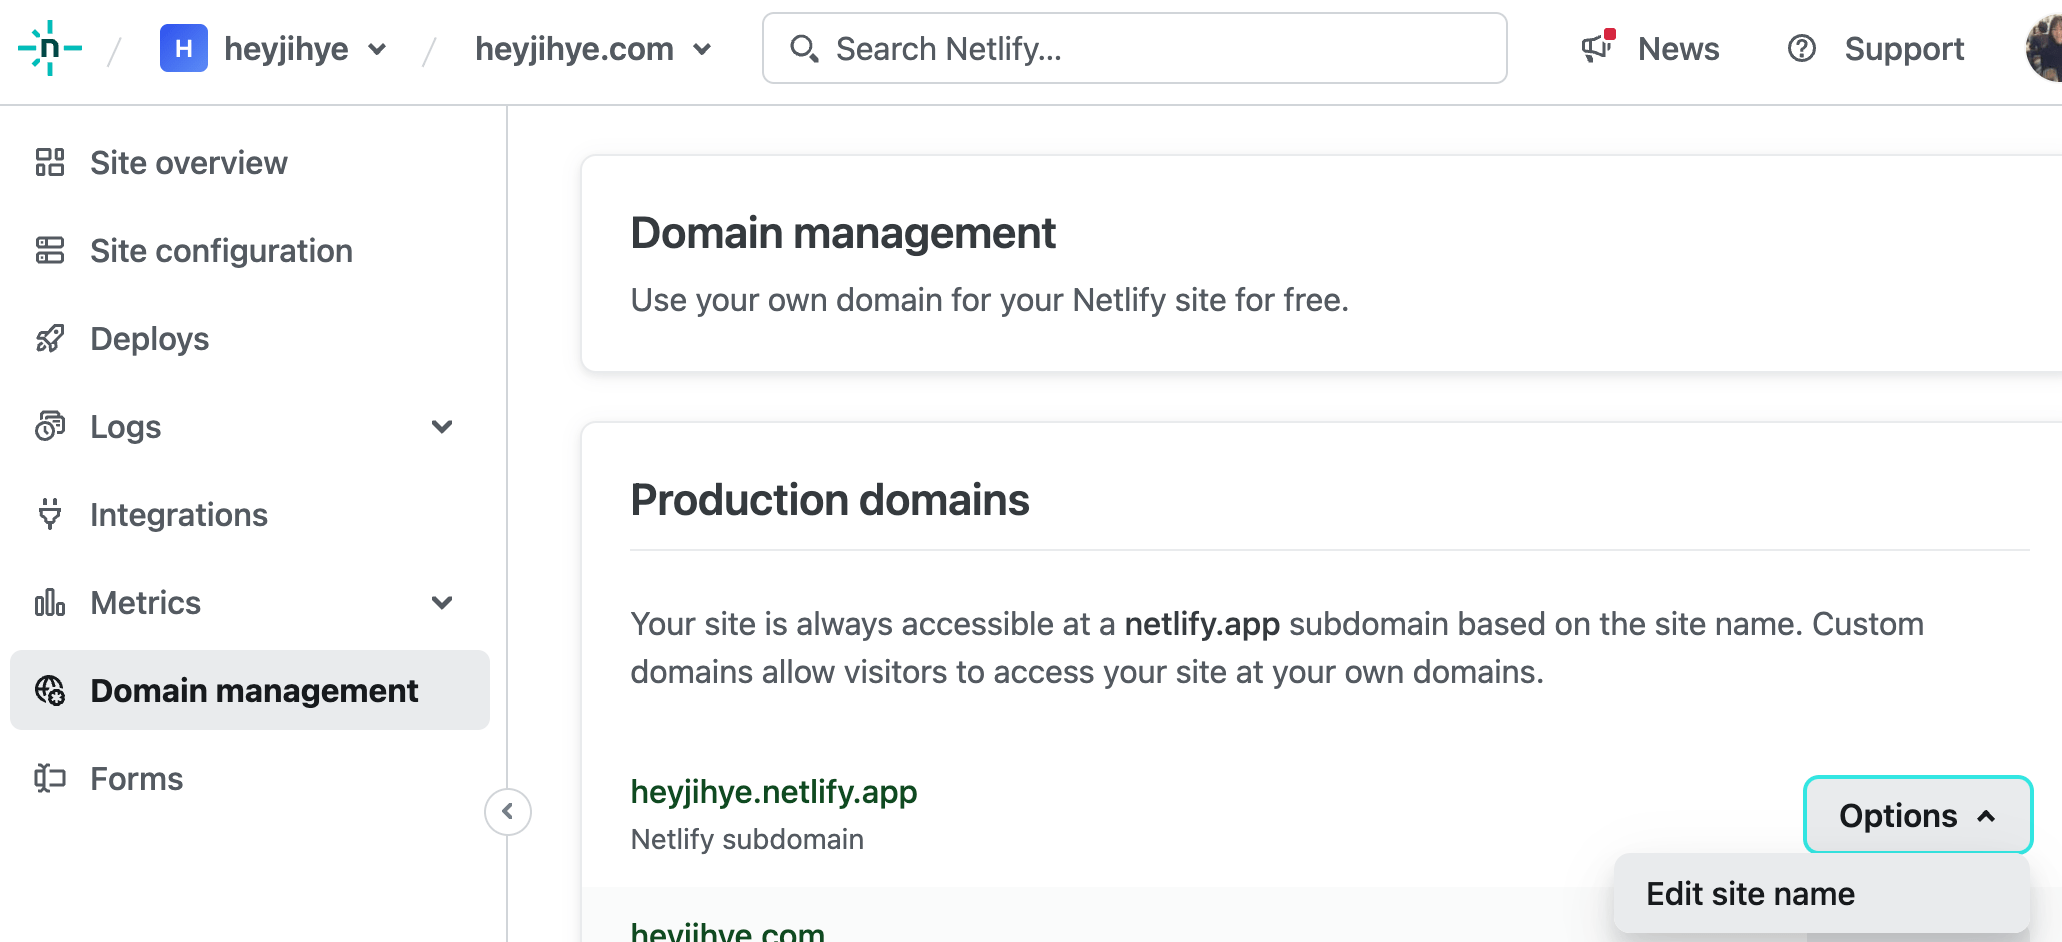 n / H heyjihye / heyjihye.com Search Netlify... News Support
Site overview
Site configuration
Deploys
Logs
Integrations
Metrics
Domain management
Forms
Domain management
Use your own domain for your Netlify site for free.
Production domains
Your site is always accessible at a netlify.app subdomain based on the site name. Custom
domains allow visitors to access your site at your own domains.
heyjihye.netlify.app
Netlify subdomain
Options
Edit site name
heyjihye.com